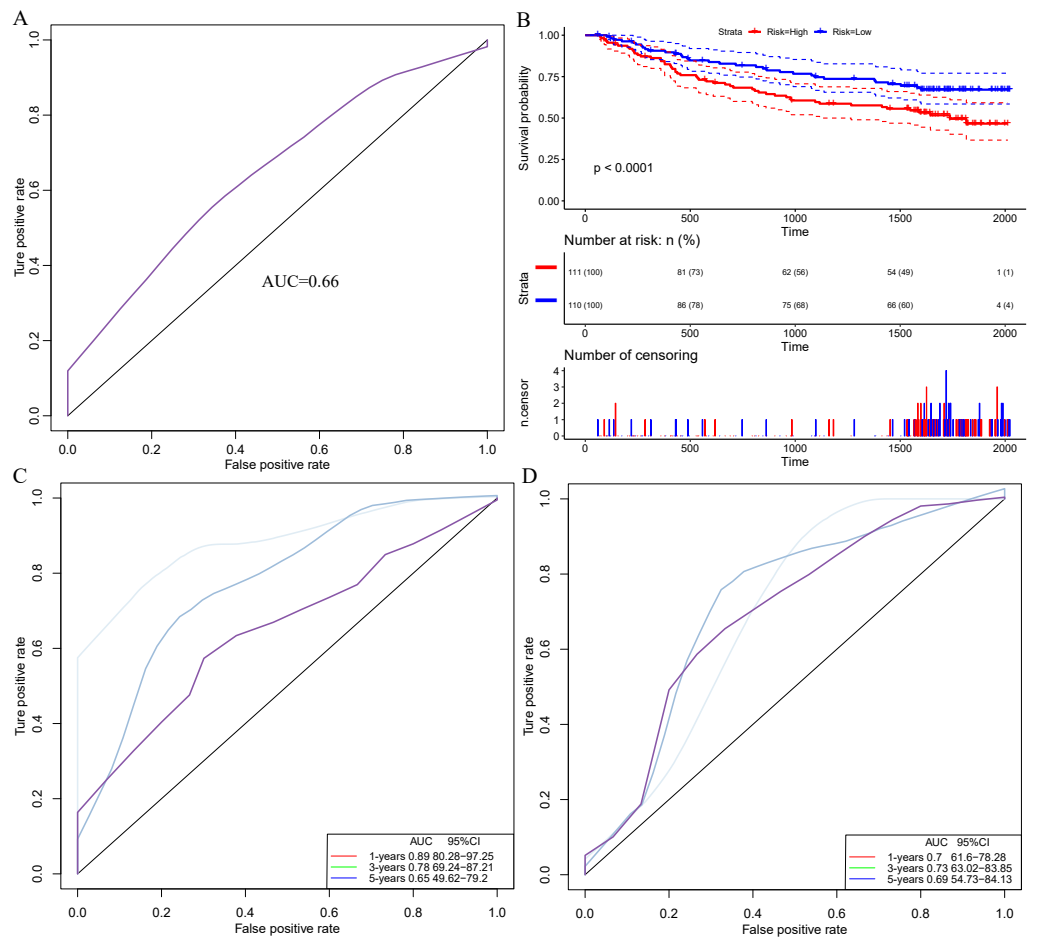 A
Ture positive rate
1.0
0.8
0.6
0.4
0.2
0.0
AUC=0.66
0.0 0.2 0.4 0.6 0.8 1.0
False positive rate
B
Strata Risk=High Risk=Low
Survival probability
1.00
0.75
0.50
0.25
0.00
p < 0.0001
0 500 1000 1500 2000
Time
Number at risk: n (%)
Strata
111 (100) 81 (73) 62 (56) 54 (49) 1 (1)
110 (100) 86 (78) 75 (68) 66 (60) 4 (4)
0 500 1000 1500 2000
Time
Number of censoring
n.censor
4
3
2
1
0
0 500 1000 1500 2000
Time
C
Ture positive rate
1.0
0.8
0.6
0.4
0.2
0.0
AUC 95%CI
1-years 0.89 80.28-97.25
3-years 0.78 69.24-87.21
5-years 0.65 49.62-79.2
0.0 0.2 0.4 0.6 0.8 1.0
False positive rate
D
Ture positive rate
1.0
0.8
0.6
0.4
0.2
0.0
AUC 95%CI
1-years 0.7 61.6-78.28
3-years 0.73 63.02-83.85
5-years 0.69 54.73-84.13
0.0 0.2 0.4 0.6 0.8 1.0
False positive rate